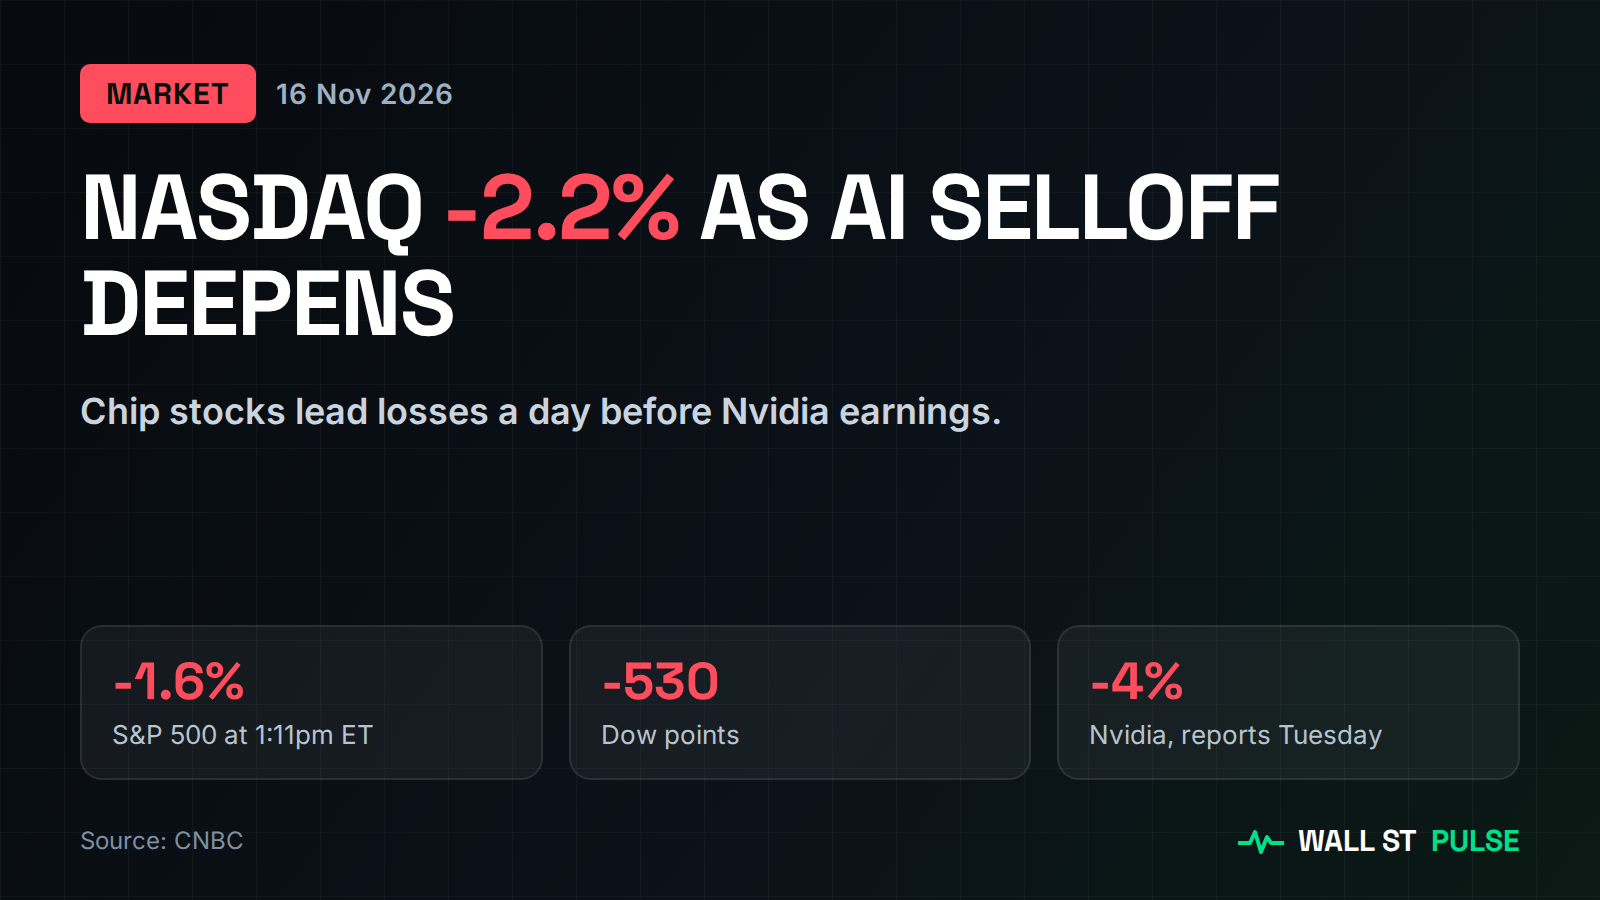 MARKET 16 Nov 2026
NASDAQ -2.2% AS AI SELLOFF
DEEPENS
Chip stocks lead losses a day before Nvidia earnings.
-1.6%
S&P 500 at 1:11pm ET
-530
Dow points
-4%
Nvidia, reports Tuesday
Source: CNBC
WALL ST PULSE